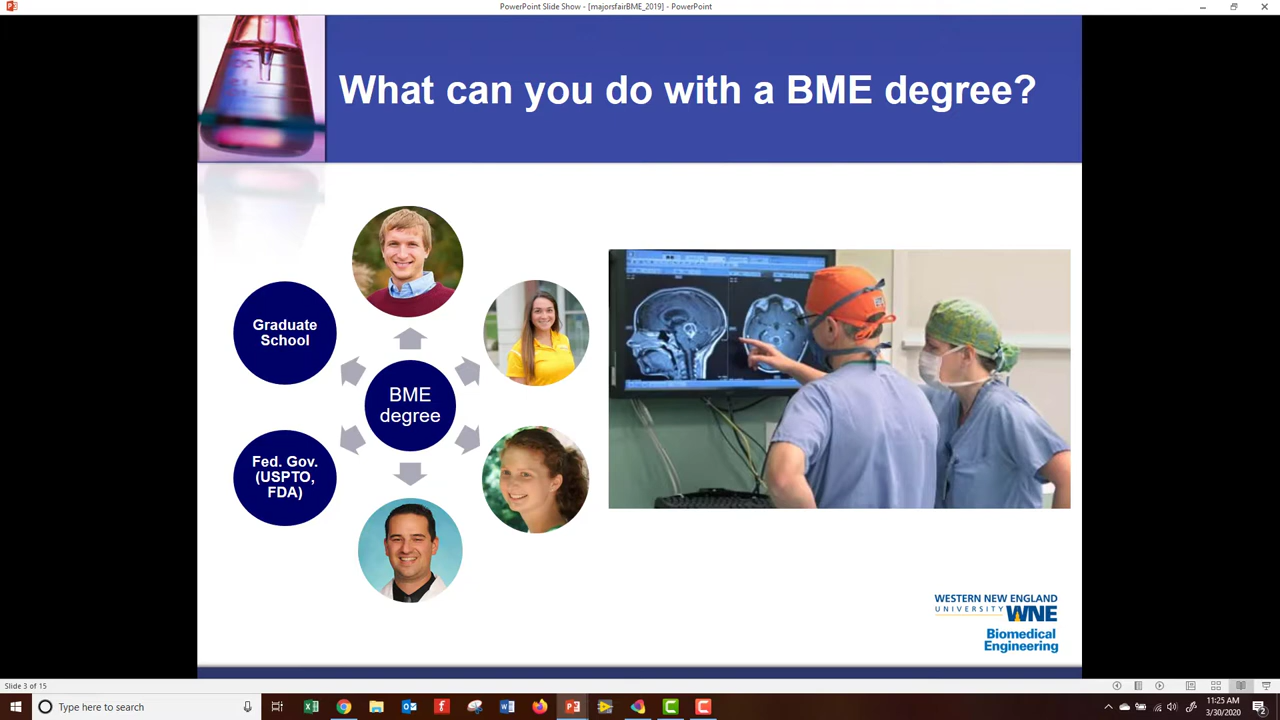 PowerPoint Slide Show - [majorsfairBME_2019] - PowerPoint
What can you do with a BME degree?
Graduate
School
BME
degree
Fed. Gov.
(USPTO,
FDA)
WESTERN NEW ENGLAND
UNIVERSITY WNE
Biomedical
Engineering
Slide 3 of 15
Type here to search
11:25 AM
3/30/2020